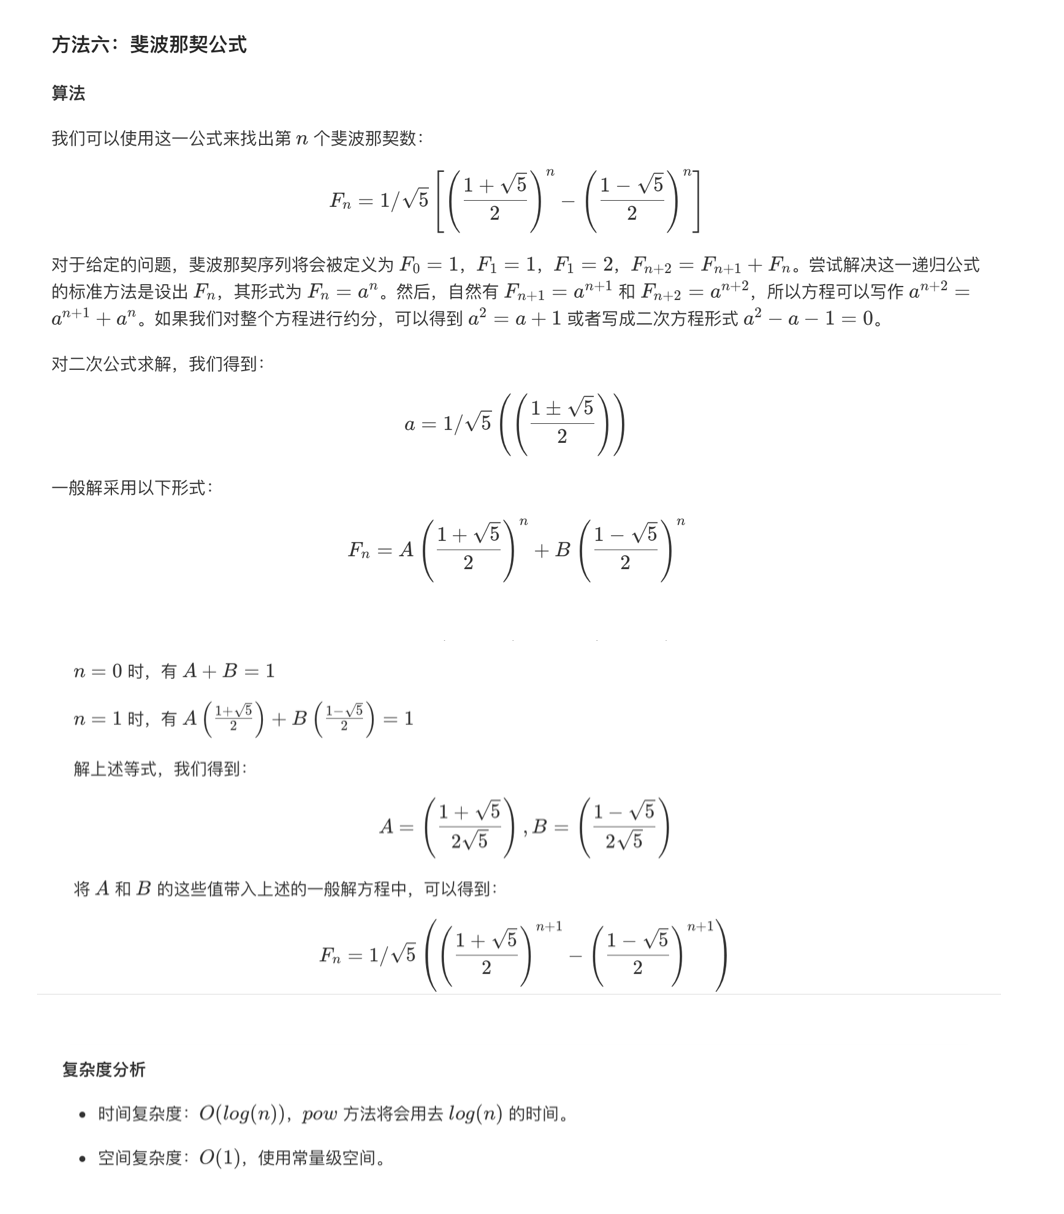 方法六：斐波那契公式
算法
我们可以使用这一公式来找出第 n 个斐波那契数：
$F_n = 1/\sqrt{5}\left[\left(\frac{1+\sqrt{5}}{2}\right)^n - \left(\frac{1-\sqrt{5}}{2}\right)^n\right]$
对于给定的问题，斐波那契序列将会被定义为 $F_0 = 1$，$F_1 = 1$，$F_1 = 2$，$F_{n+2} = F_{n+1} + F_n$。尝试解决这一递归公式
的标准方法是设出 $F_n$，其形式为 $F_n = a^n$。然后，自然有 $F_{n+1} = a^{n+1}$ 和 $F_{n+2} = a^{n+2}$，所以方程可以写作 $a^{n+2} =$
$a^{n+1} + a^n$。如果我们对整个方程进行约分，可以得到 $a^2 = a + 1$ 或者写成二次方程形式 $a^2 - a - 1 = 0$。
对二次公式求解，我们得到：
$a = 1/\sqrt{5}\left(\left(\frac{1\pm\sqrt{5}}{2}\right)\right)$
一般解采用以下形式：
$F_n = A\left(\frac{1+\sqrt{5}}{2}\right)^n + B\left(\frac{1-\sqrt{5}}{2}\right)^n$
$n = 0$ 时，有 $A + B = 1$
$n = 1$ 时，有 $A\left(\frac{1+\sqrt{5}}{2}\right) + B\left(\frac{1-\sqrt{5}}{2}\right) = 1$
解上述等式，我们得到：
$A = \left(\frac{1+\sqrt{5}}{2\sqrt{5}}\right), B = \left(\frac{1-\sqrt{5}}{2\sqrt{5}}\right)$
将 $A$ 和 $B$ 的这些值带入上述的一般解方程中，可以得到：
$F_n = 1/\sqrt{5}\left(\left(\frac{1+\sqrt{5}}{2}\right)^{n+1} - \left(\frac{1-\sqrt{5}}{2}\right)^{n+1}\right)$
复杂度分析
• 时间复杂度：$O(log(n))$，$pow$ 方法将会用去 $log(n)$ 的时间。
• 空间复杂度：$O(1)$，使用常量级空间。